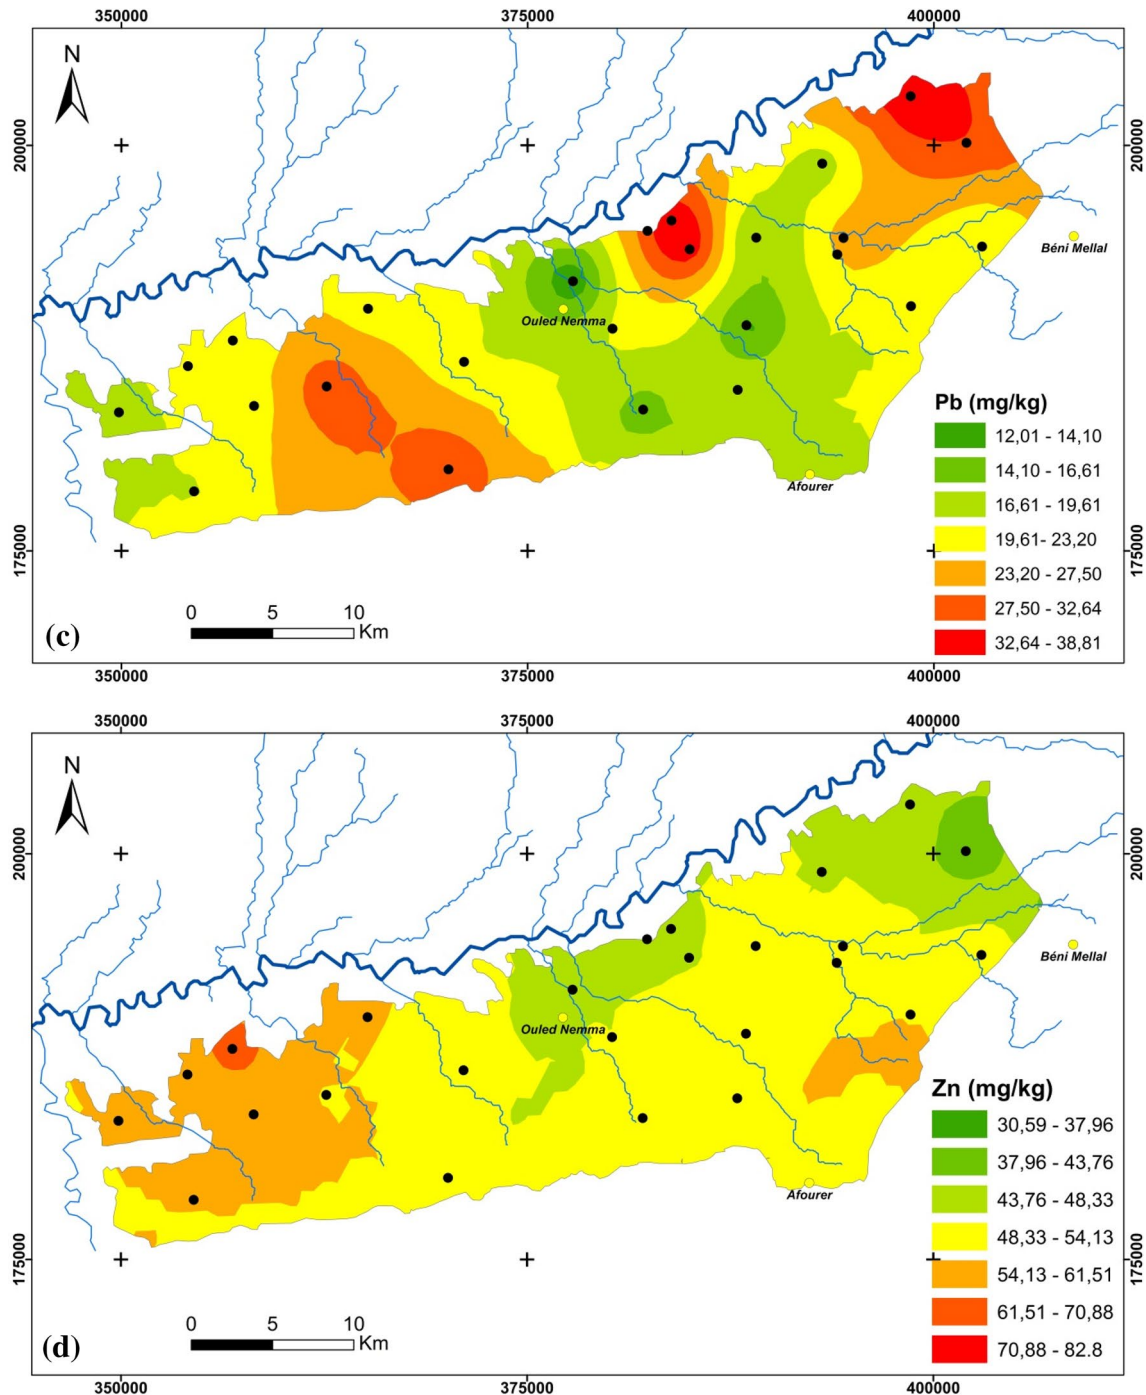 350000 375000 400000
N
200000 200000
Béni Mellal
Ouled Nemma
Pb (mg/kg)
12,01 - 14,10
14,10 - 16,61
Afourer
16,61 - 19,61
19,61- 23,20
175000 175000
23,20 - 27,50
27,50 - 32,64
0 5 10
Km
(c)
32,64 - 38,81
350000 375000 400000
350000 375000 400000
N
200000 200000
Béni Mellal
Ouled Nemma
Zn (mg/kg)
30,59 - 37,96
37,96 - 43,76
Afourer
43,76 - 48,33
48,33 - 54,13
175000 175000
54,13 - 61,51
61,51 - 70,88
0 5 10
Km
(d)
70,88 - 82.8
350000 375000 400000